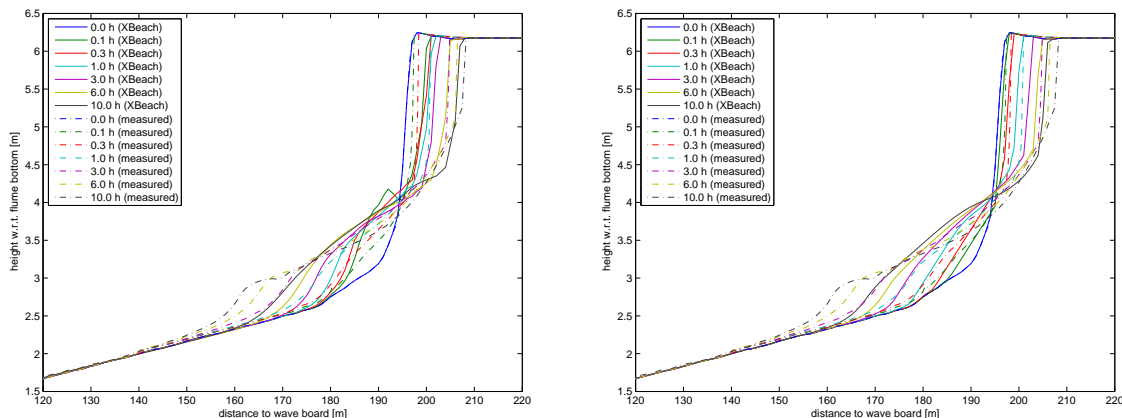 6.5
6
5.5
5
4.5
4
3.5
3
2.5
2
1.5
height w.r.t. flume bottom [m]
0.0 h (XBeach)
0.1 h (XBeach)
0.3 h (XBeach)
1.0 h (XBeach)
3.0 h (XBeach)
6.0 h (XBeach)
10.0 h (XBeach)
0.0 h (measured)
0.1 h (measured)
0.3 h (measured)
1.0 h (measured)
3.0 h (measured)
6.0 h (measured)
10.0 h (measured)
120 130 140 150 160 170 180 190 200 210 220
distance to wave board [m]
6.5
6
5.5
5
4.5
4
3.5
3
2.5
2
1.5
height w.r.t. flume bottom [m]
0.0 h (XBeach)
0.1 h (XBeach)
0.3 h (XBeach)
1.0 h (XBeach)
3.0 h (XBeach)
6.0 h (XBeach)
10.0 h (XBeach)
0.0 h (measured)
0.1 h (measured)
0.3 h (measured)
1.0 h (measured)
3.0 h (measured)
6.0 h (measured)
10.0 h (measured)
120 130 140 150 160 170 180 190 200 210 220
distance to wave board [m]